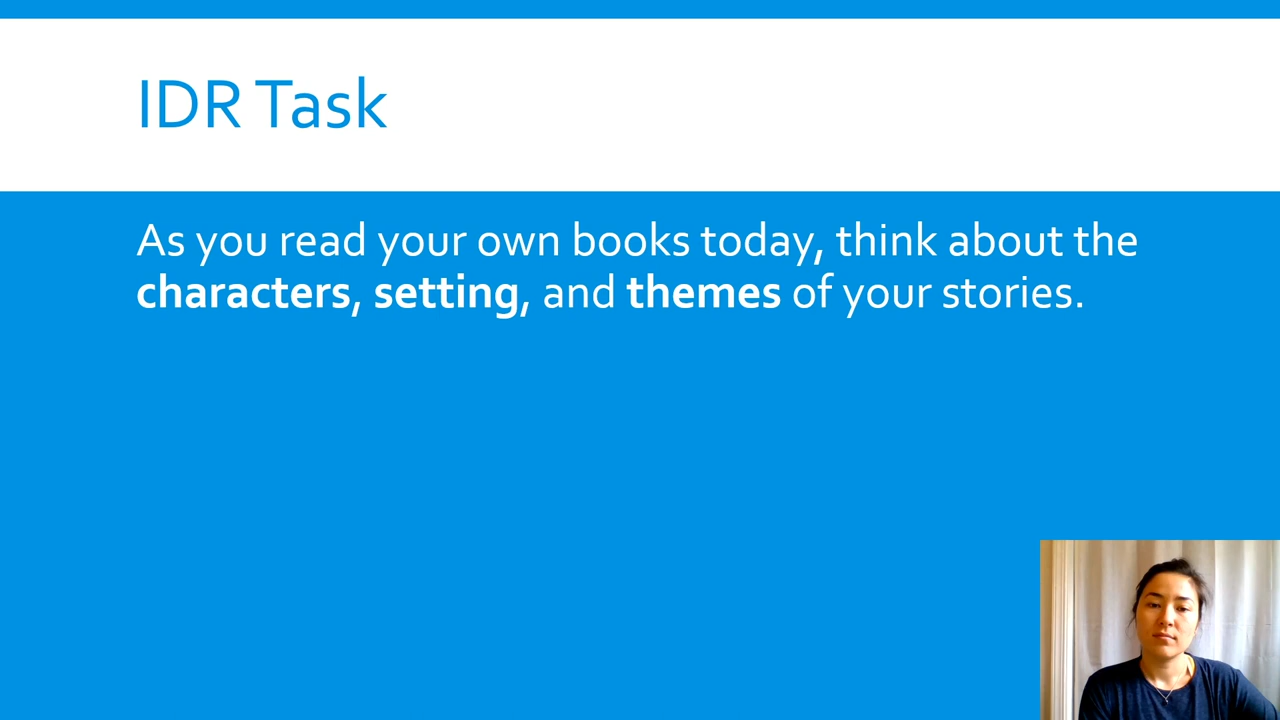 IDR Task
As you read your own books today, think about the
characters, setting, and themes of your stories.